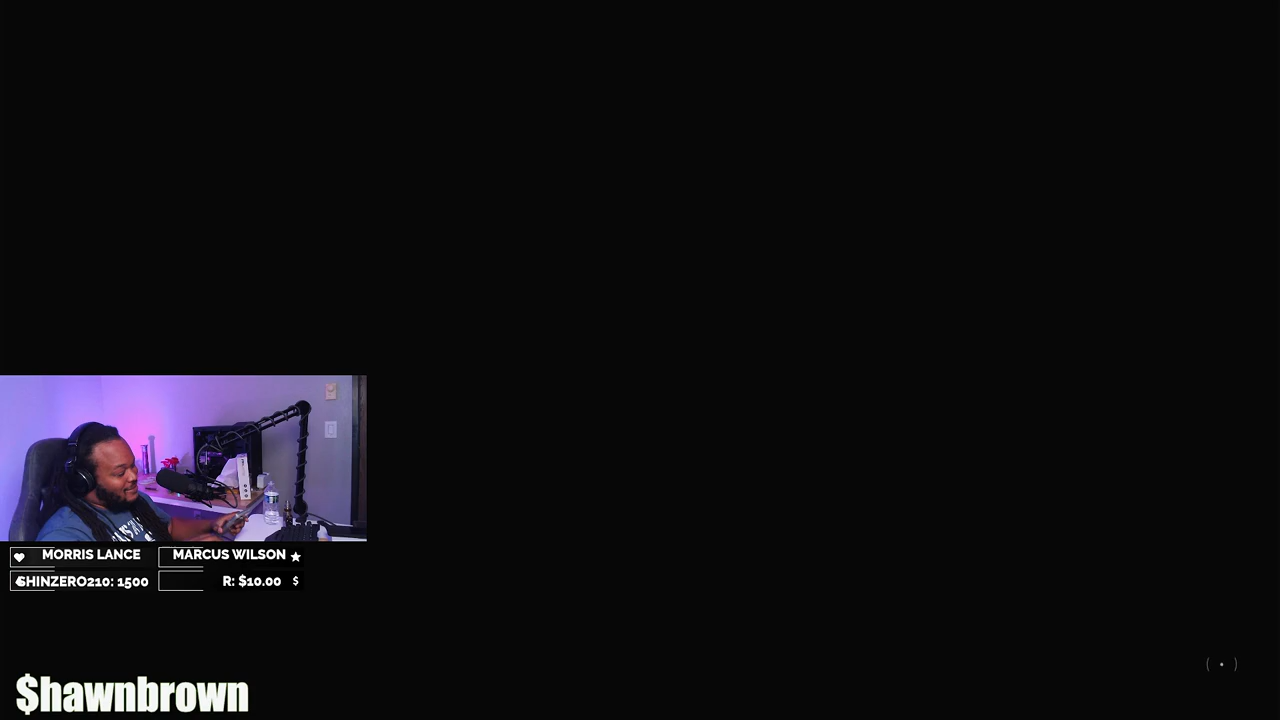 MORRIS LANCE
MARCUS WILSON
SHINZERO210: 1500
R: $10.00 $
$hawnbrown